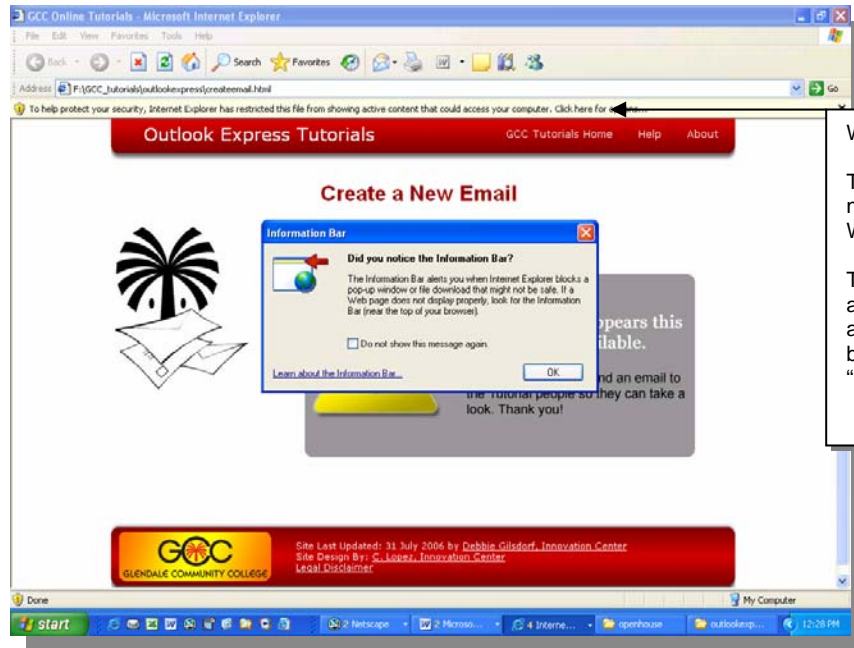 GCC Online Tutorials - Microsoft Internet Explorer
File Edit View Favorites Tools Help
Back Search Favorites
Address F:\GCC_tutorials\outlookexpress\createemail.html Go
To help protect your security, Internet Explorer has restricted this file from showing active content that could access your computer. Click here for
Outlook Express Tutorials GCC Tutorials Home Help About
Create a New Email
Information Bar
Did you notice the Information Bar?
The Information Bar alerts you when Internet Explorer blocks a
pop-up window or file download that might not be safe. If a
Web page does not display properly, look for the Information
Bar (near the top of your browser).
Do not show this message again.
Learn about the Information Bar...
OK
ppears this
ilable.
nd an email to
the Tutorial people so they can take a
look. Thank you!
GCC
GLENDALE COMMUNITY COLLEGE
Site Last Updated: 31 July 2006 by Debbie Gilsdorf, Innovation Center
Site Design By: C. Lopez, Innovation Center
Legal Disclaimer
Done My Computer
start 2 Netscape 2 Microso... 4 Interne... openhouse outlookexp... 12:28 PM
W
T
n
W
T
a
a
b
“